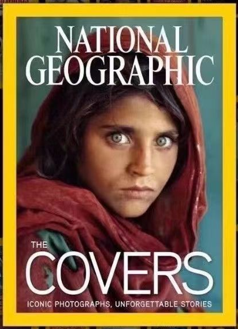 NATIONAL
GEOGRAPHIC
THE
COVERS
ICONIC PHOTOGRAPHS, UNFORGETTABLE STORIES